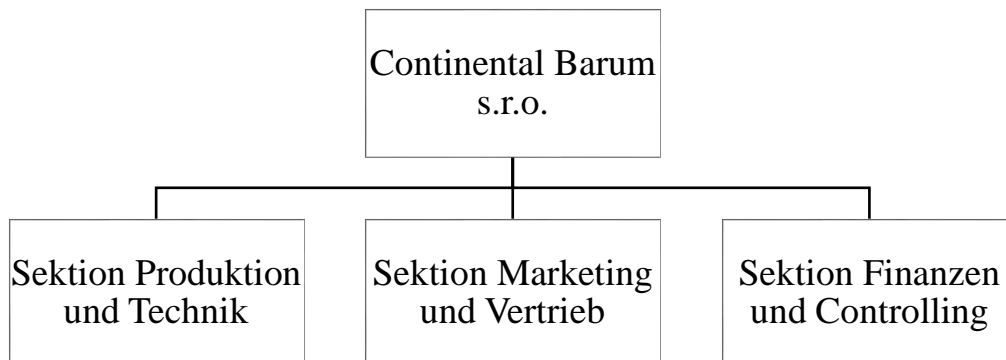 Continental Barum
s.r.o.
Sektion Produktion
und Technik
Sektion Marketing
und Vertrieb
Sektion Finanzen
und Controlling